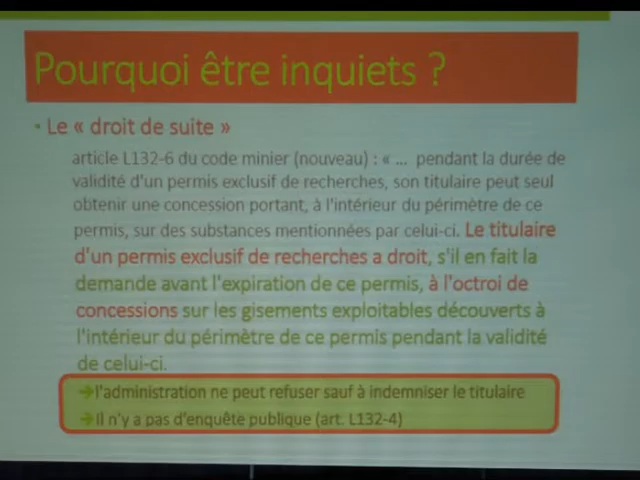 Pourquoi être inquiets ?
• Le « droit de suite »
article L132-6 du code minier (nouveau) : « ... pendant la durée de
validité d'un permis exclusif de recherches, son titulaire peut seul
obtenir une concession portant, à l'intérieur du périmètre de ce
permis, sur des substances mentionnées par celui-ci. Le titulaire
d'un permis exclusif de recherches a droit, s'il en fait la
demande avant l'expiration de ce permis, à l'octroi de
concessions sur les gisements exploitables découverts à
l'intérieur du périmètre de ce permis pendant la validité
de celui-ci.
➔l'administration ne peut refuser sauf à indemniser le titulaire
➔Il n'y a pas d'enquête publique (art. L132-4)